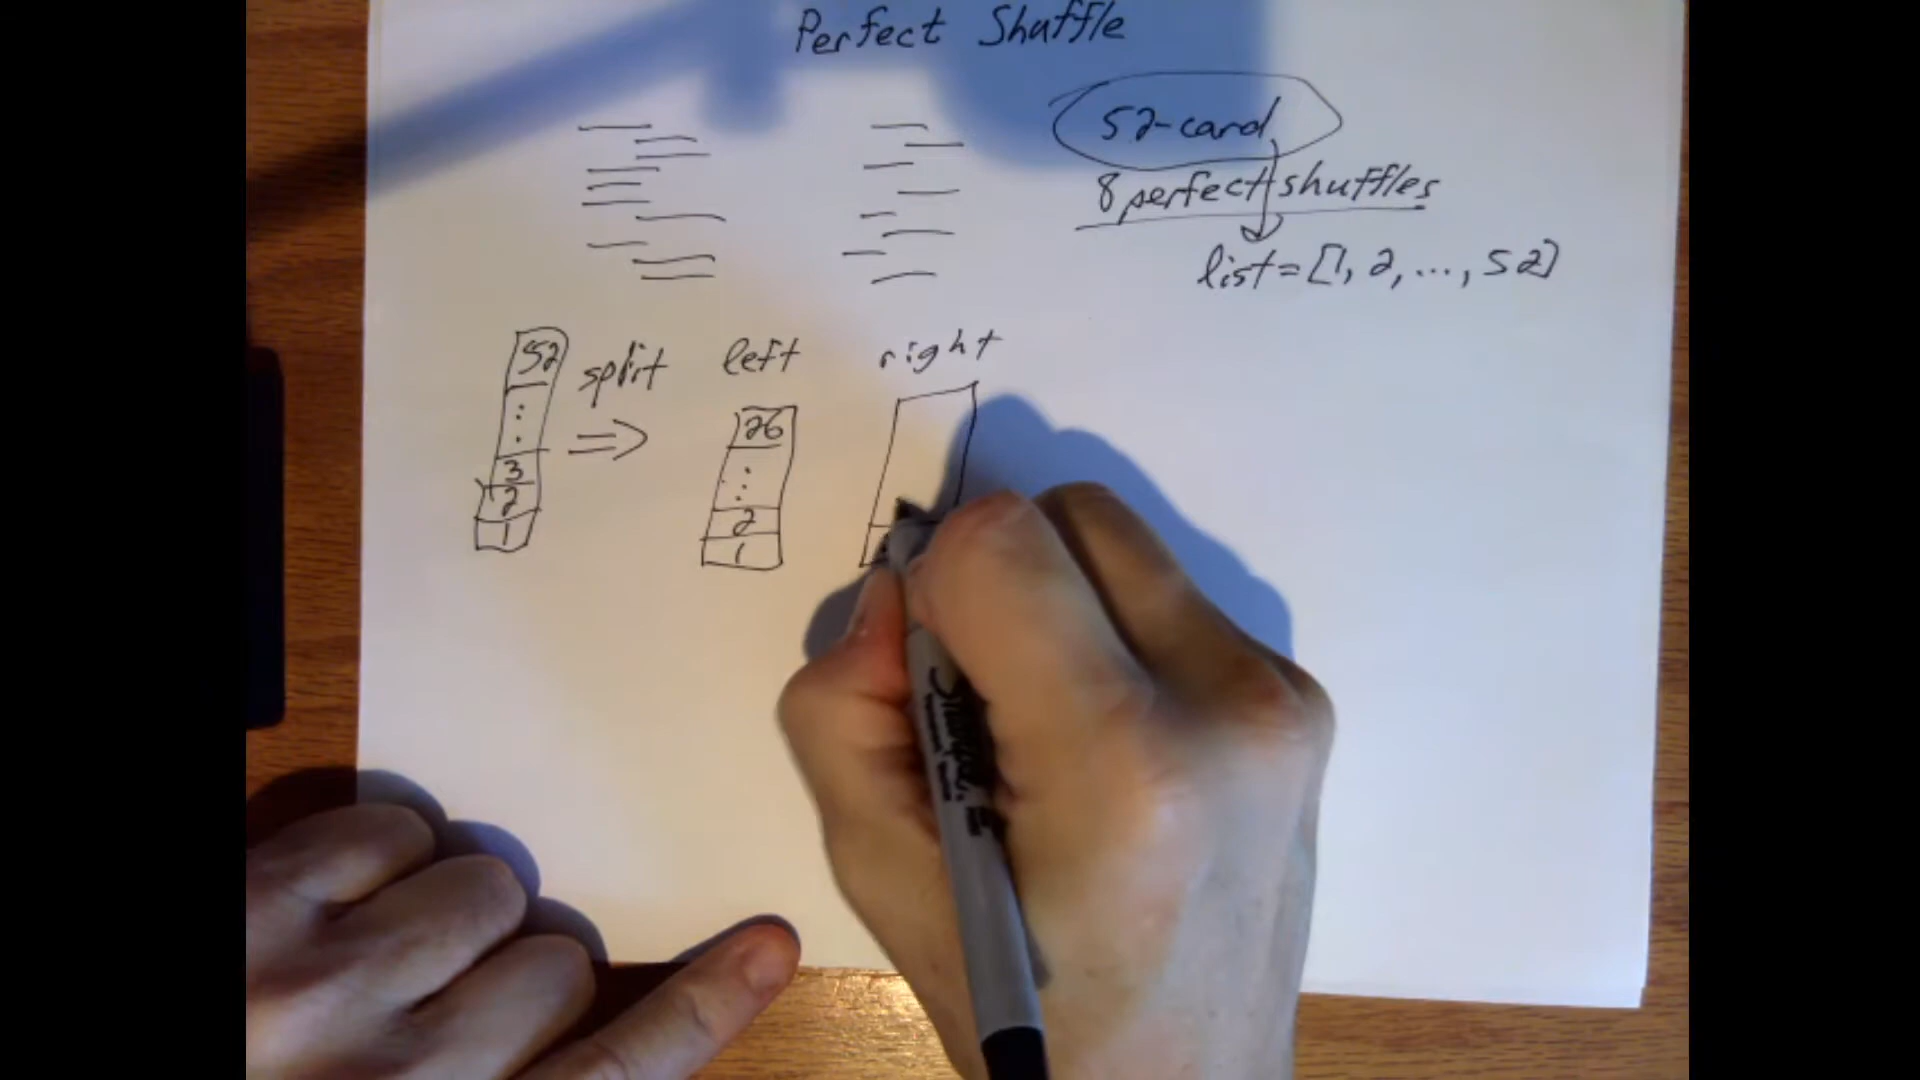 Perfect Shuffle
52-card
8 perfect shuffles
list = [1, 2, ..., 52]
split
left
right
52
:
3
2
1
=>
26
:
2
1
Sharpie.